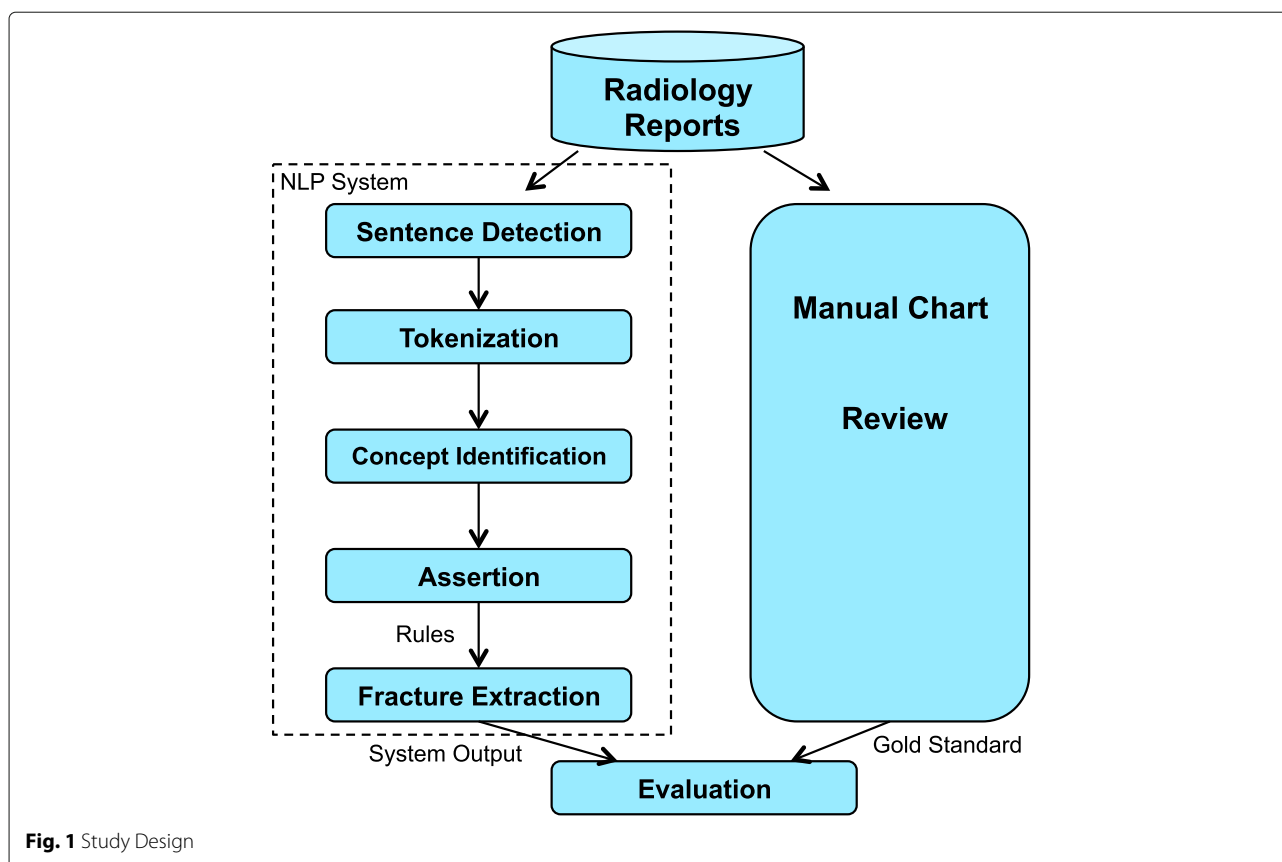 Radiology
Reports
NLP System
Sentence Detection
Tokenization
Concept Identification
Assertion
Rules
Fracture Extraction
System Output
Manual Chart
Review
Gold Standard
Evaluation
Fig. 1 Study Design